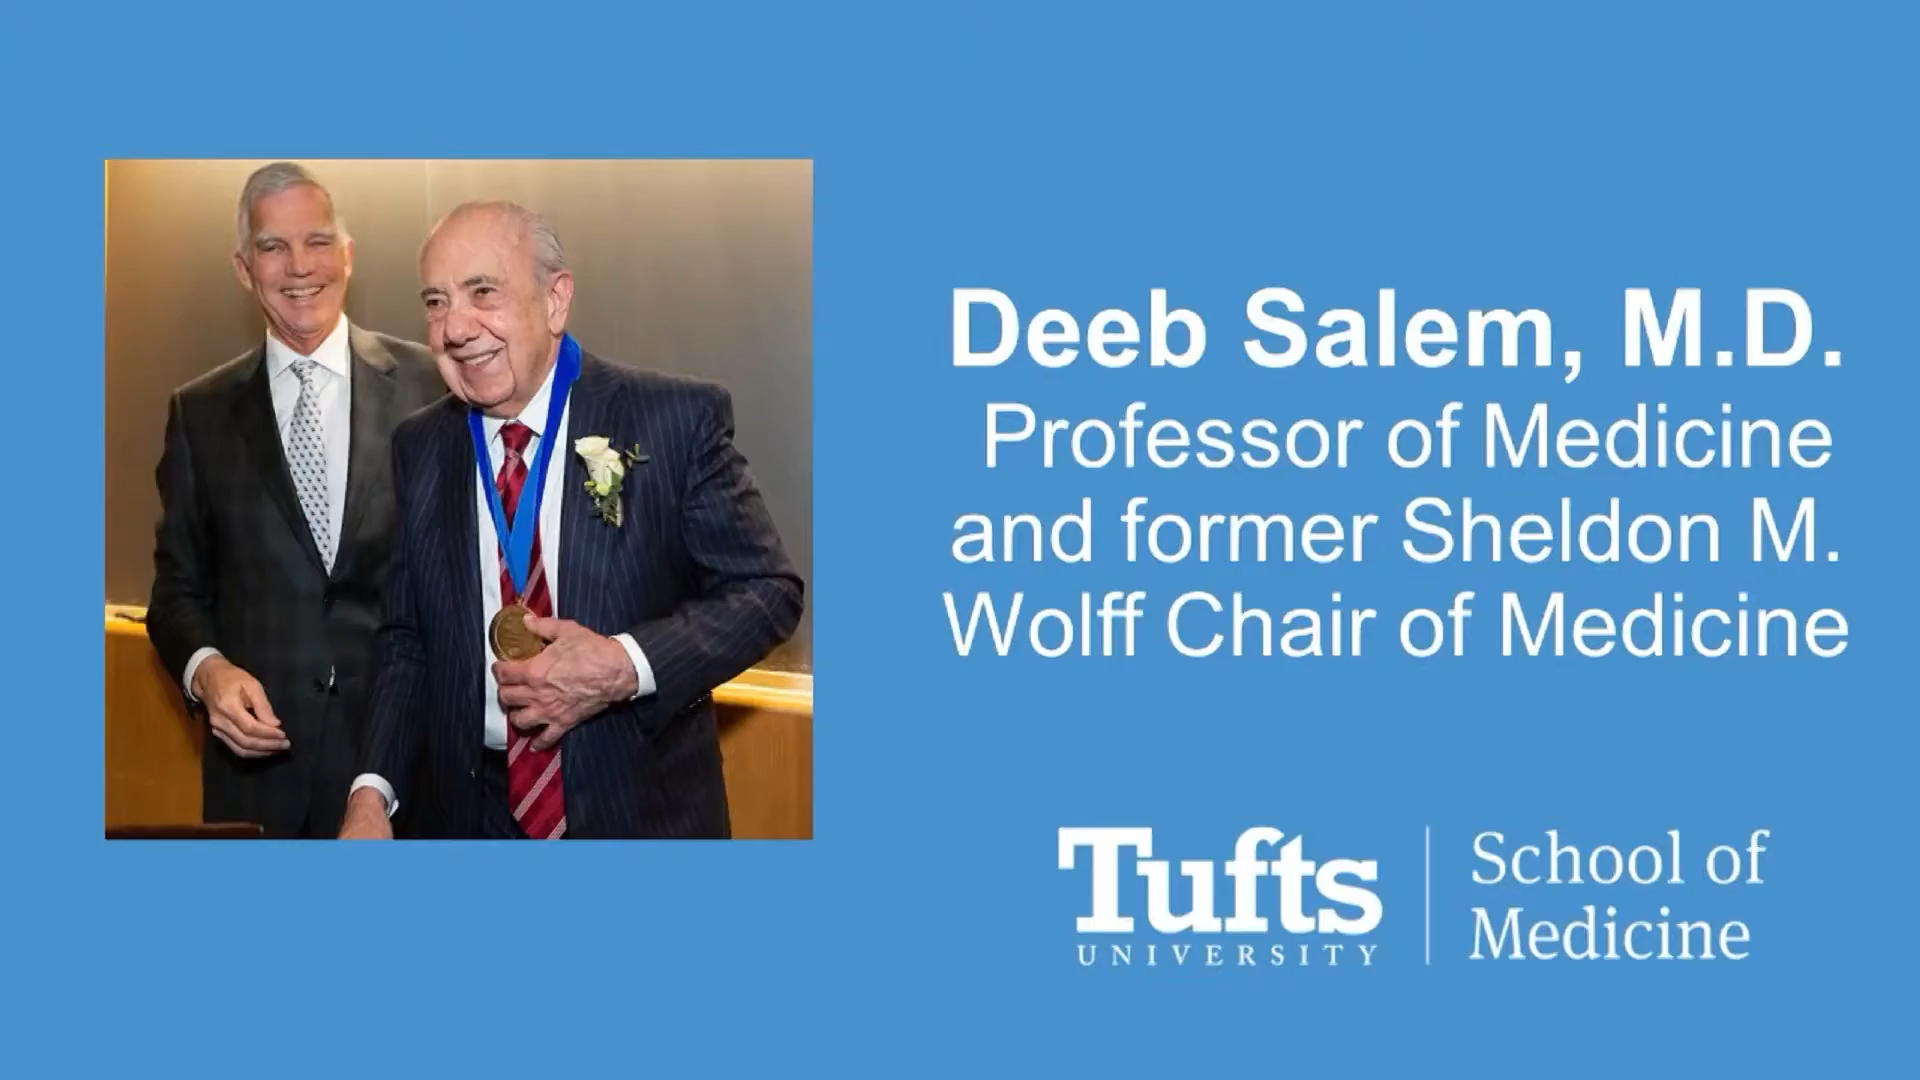 Deeb Salem, M.D.
Professor of Medicine
and former Sheldon M.
Wolff Chair of Medicine
Tufts
UNIVERSITY
School of
Medicine